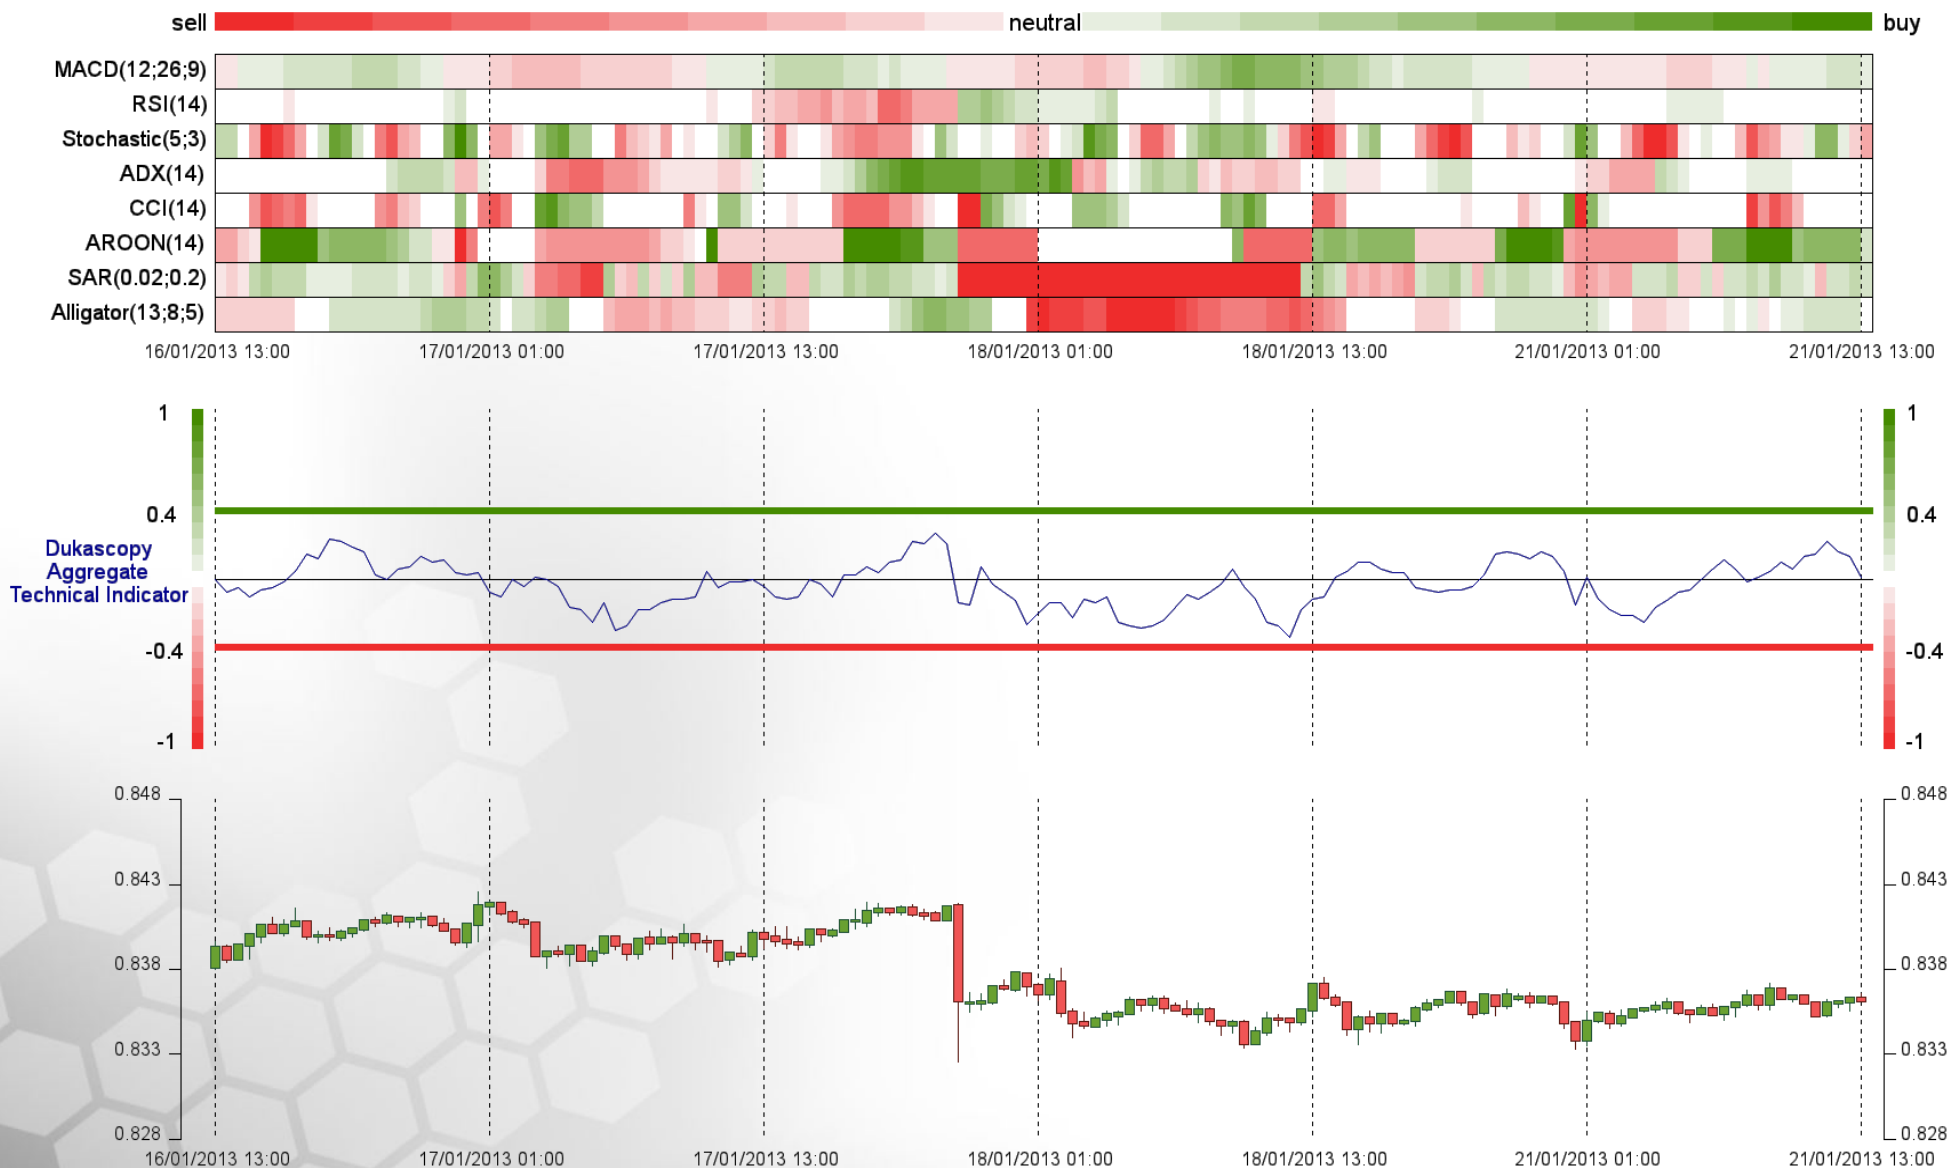 sell neutral buy
MACD(12;26;9)
RSI(14)
Stochastic(5;3)
ADX(14)
CCI(14)
AROON(14)
SAR(0.02;0.2)
Alligator(13;8;5)
16/01/2013 13:00 17/01/2013 01:00 17/01/2013 13:00 18/01/2013 01:00 18/01/2013 13:00 21/01/2013 01:00 21/01/2013 13:00
1 1
0.4 0.4
Dukascopy
Aggregate
Technical Indicator
-0.4 -0.4
-1 -1
0.848 0.848
0.843 0.843
0.838 0.838
0.833 0.833
0.828 0.828
16/01/2013 13:00 17/01/2013 01:00 17/01/2013 13:00 18/01/2013 01:00 18/01/2013 13:00 21/01/2013 01:00 21/01/2013 13:00